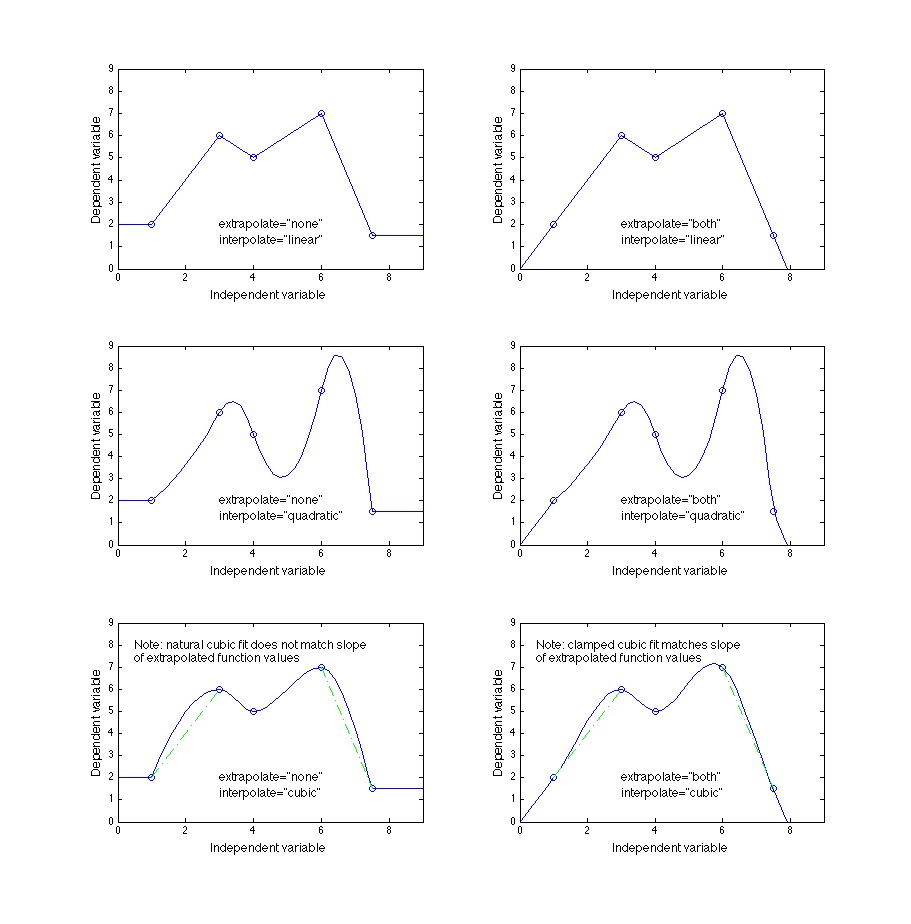 9
8
7
6
5
4
3
2
1
0
Dependent variable
extrapolate="none"
interpolate="linear"
0 2 4 6 8
Independent variable
9
8
7
6
5
4
3
2
1
0
Dependent variable
extrapolate="both"
interpolate="linear"
0 2 4 6 8
Independent variable
9
8
7
6
5
4
3
2
1
0
Dependent variable
extrapolate="none"
interpolate="quadratic"
0 2 4 6 8
Independent variable
9
8
7
6
5
4
3
2
1
0
Dependent variable
extrapolate="both"
interpolate="quadratic"
0 2 4 6 8
Independent variable
9
8
7
6
5
4
3
2
1
0
Dependent variable
Note: natural cubic fit does not match slope
of extrapolated function values
extrapolate="none"
interpolate="cubic"
0 2 4 6 8
Independent variable
9
8
7
6
5
4
3
2
1
0
Dependent variable
Note: clamped cubic fit matches slope
of extrapolated function values
extrapolate="both"
interpolate="cubic"
0 2 4 6 8
Independent variable